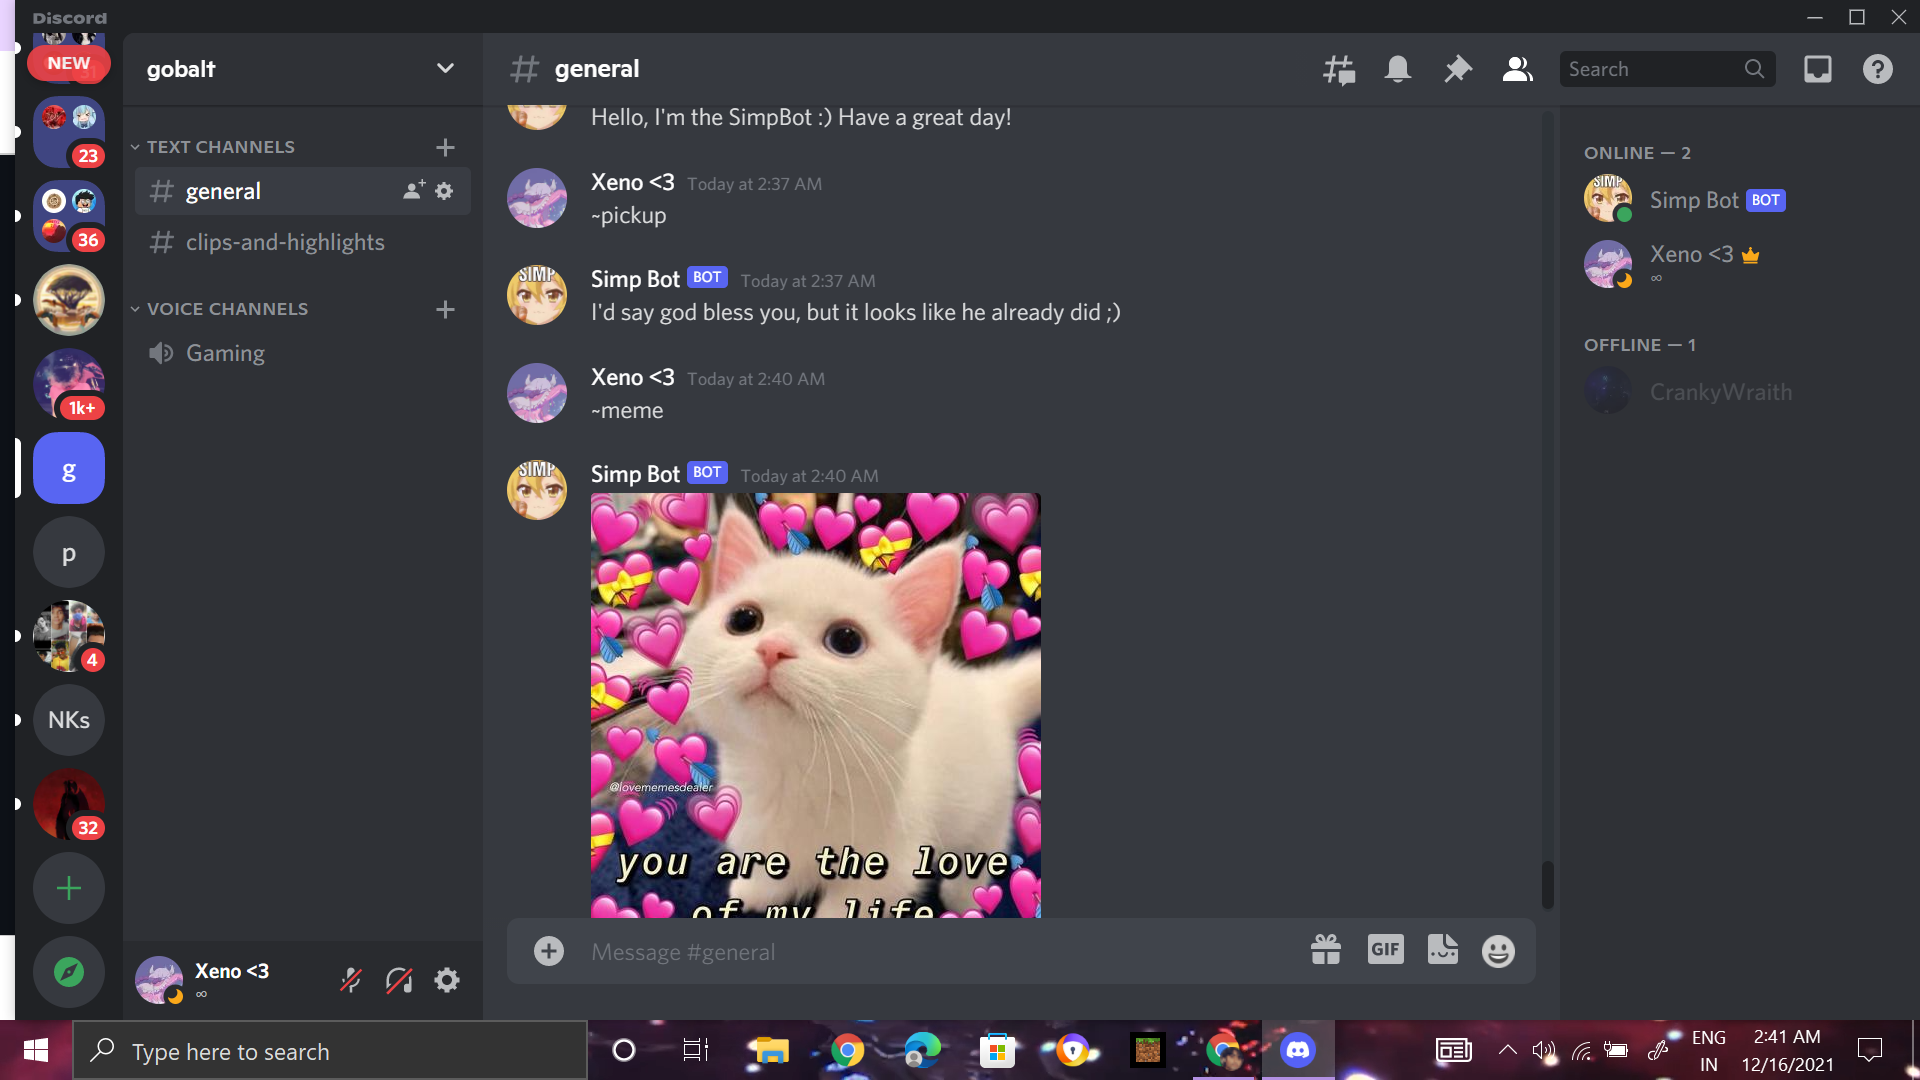 Discord
NEW
23
36
1k+
g
p
4
NKs
32
gobalt
TEXT CHANNELS
general
clips-and-highlights
VOICE CHANNELS
Gaming
Xeno <3
∞
# general
Search
Hello, I'm the SimpBot :) Have a great day!
Xeno <3 Today at 2:37 AM
~pickup
SIMP
Simp Bot BOT Today at 2:37 AM
I'd say god bless you, but it looks like he already did ;)
Xeno <3 Today at 2:40 AM
~meme
SIMP
Simp Bot BOT Today at 2:40 AM
@lovememesdealer
you are the love
of my life
Message #general
GIF
ONLINE — 2
SIMP
Simp Bot BOT
Xeno <3
∞
OFFLINE — 1
CrankyWraith
Type here to search
ENG
IN
2:41 AM
12/16/2021